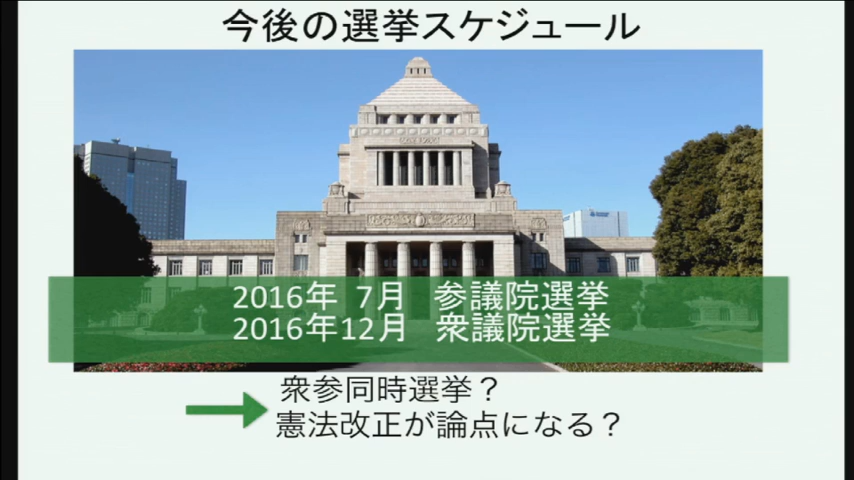 今後の選挙スケジュール
2016年 7月 参議院選挙
2016年12月 衆議院選挙
衆参同時選挙？
憲法改正が論点になる？